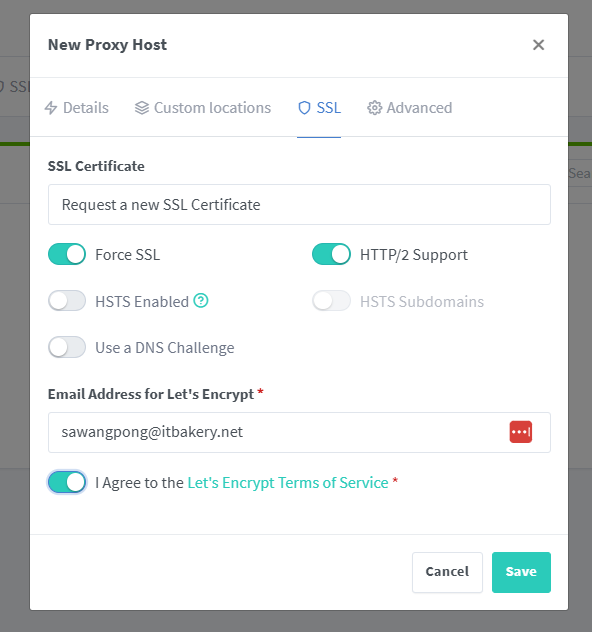 New Proxy Host
SSL
Details
Custom locations
SSL
Advanced
Sea
SSL Certificate
Request a new SSL Certificate
Force SSL
HTTP/2 Support
HSTS Enabled
HSTS Subdomains
Use a DNS Challenge
Email Address for Let's Encrypt *
sawangpong@itbakery.net
I Agree to the Let's Encrypt Terms of Service *
Cancel
Save